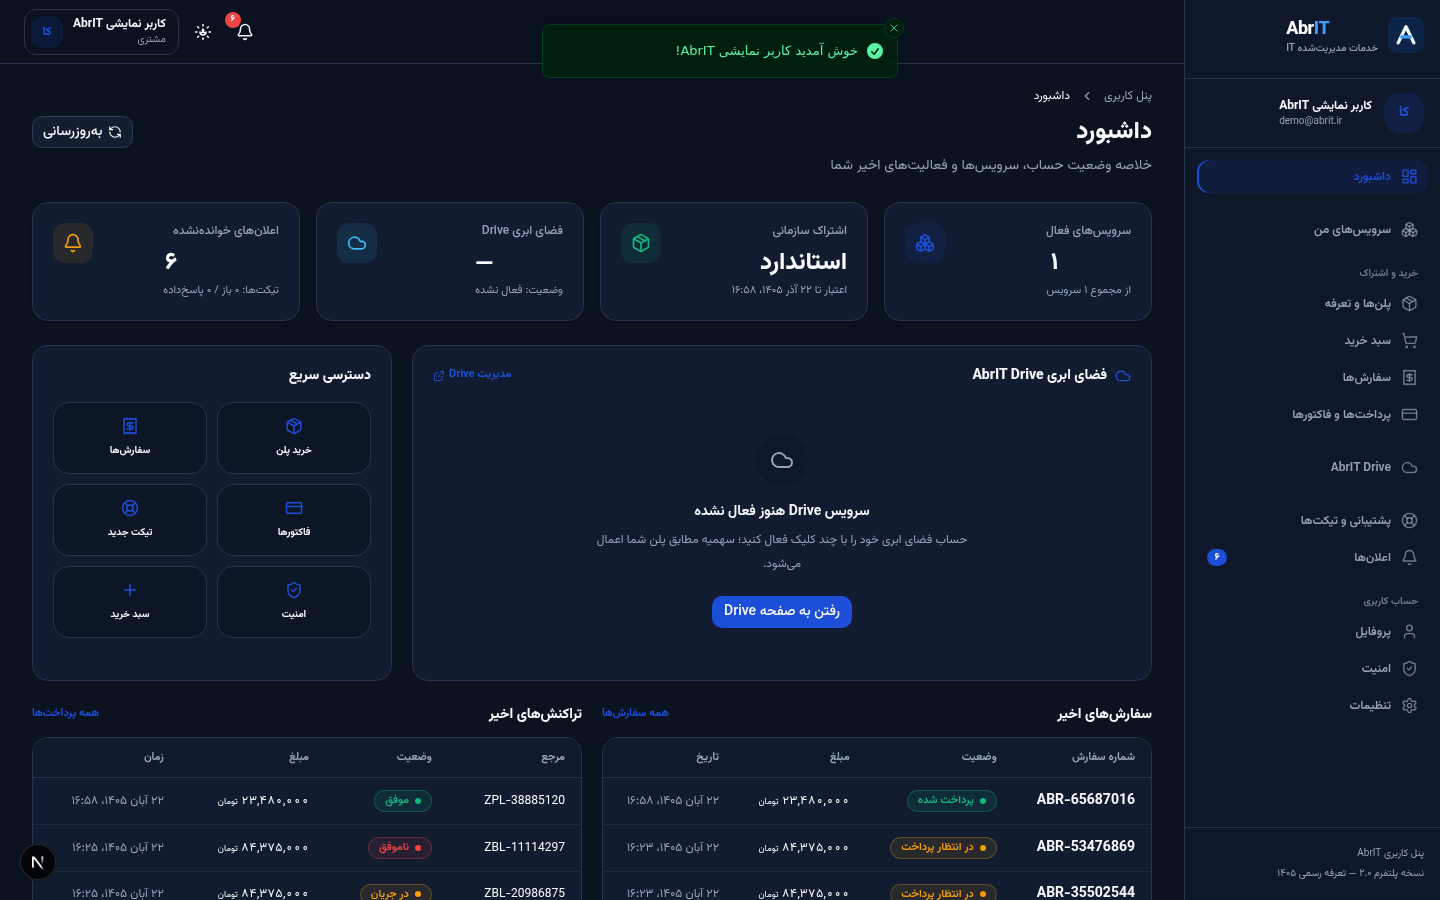 AbrIT
خدمات مدیریت‌شده IT
کاربر نمایشی AbrIT
demo@abrit.ir
کا
داشبورد
سرویس‌های من
خرید و اشتراک
پلن‌ها و تعرفه
سبد خرید
سفارش‌ها
پرداخت‌ها و فاکتورها
AbrIT Drive
پشتیبانی و تیکت‌ها
اعلان‌ها
۶
حساب کاربری
پروفایل
امنیت
تنظیمات
پنل کاربری AbrIT
نسخه پلتفرم ۲.۰ — تعرفه رسمی ۱۴۰۵
خوش آمدید کاربر نمایشی AbrIT!
۶
کاربر نمایشی AbrIT
مشتری
کا
پنل کاربری
داشبورد
داشبورد
خلاصه وضعیت حساب، سرویس‌ها و فعالیت‌های اخیر شما
به‌روزرسانی
سرویس‌های فعال
۱
از مجموع ۱ سرویس
اشتراک سازمانی
استاندارد
اعتبار تا ۲۲ آذر ۱۴۰۵، ۱۶:۵۸
فضای ابری Drive
—
وضعیت: فعال نشده
اعلان‌های خوانده‌نشده
۶
تیکت‌ها: ۰ باز / ۰ پاسخ‌داده
فضای ابری AbrIT Drive
مدیریت Drive
سرویس Drive هنوز فعال نشده
حساب فضای ابری خود را با چند کلیک فعال کنید؛ سهمیه مطابق پلن شما اعمال
می‌شود.
رفتن به صفحه Drive
دسترسی سریع
خرید پلن
سفارش‌ها
فاکتورها
تیکت جدید
امنیت
سبد خرید
سفارش‌های اخیر
همه سفارش‌ها
شماره سفارش وضعیت مبلغ تاریخ
ABR-65687016 پرداخت شده ۲۳,۴۸۰,۰۰۰ تومان ۲۲ آبان ۱۴۰۵، ۱۶:۵۸
ABR-53476869 در انتظار پرداخت ۸۴,۳۷۵,۰۰۰ تومان ۲۲ آبان ۱۴۰۵، ۱۶:۲۳
ABR-35502544 در انتظار پرداخت ۸۴,۳۷۵,۰۰۰ تومان ۲۲ آبان ۱۴۰۵، ۱۶:۲۳
تراکنش‌های اخیر
همه پرداخت‌ها
مرجع وضعیت مبلغ زمان
ZPL-38885120 موفق ۲۳,۴۸۰,۰۰۰ تومان ۲۲ آبان ۱۴۰۵، ۱۶:۵۸
ZBL-11114297 ناموفق ۸۴,۳۷۵,۰۰۰ تومان ۲۲ آبان ۱۴۰۵، ۱۶:۲۵
ZBL-20986875 در جریان ۸۴,۳۷۵,۰۰۰ تومان ۲۲ آبان ۱۴۰۵، ۱۶:۲۵
N